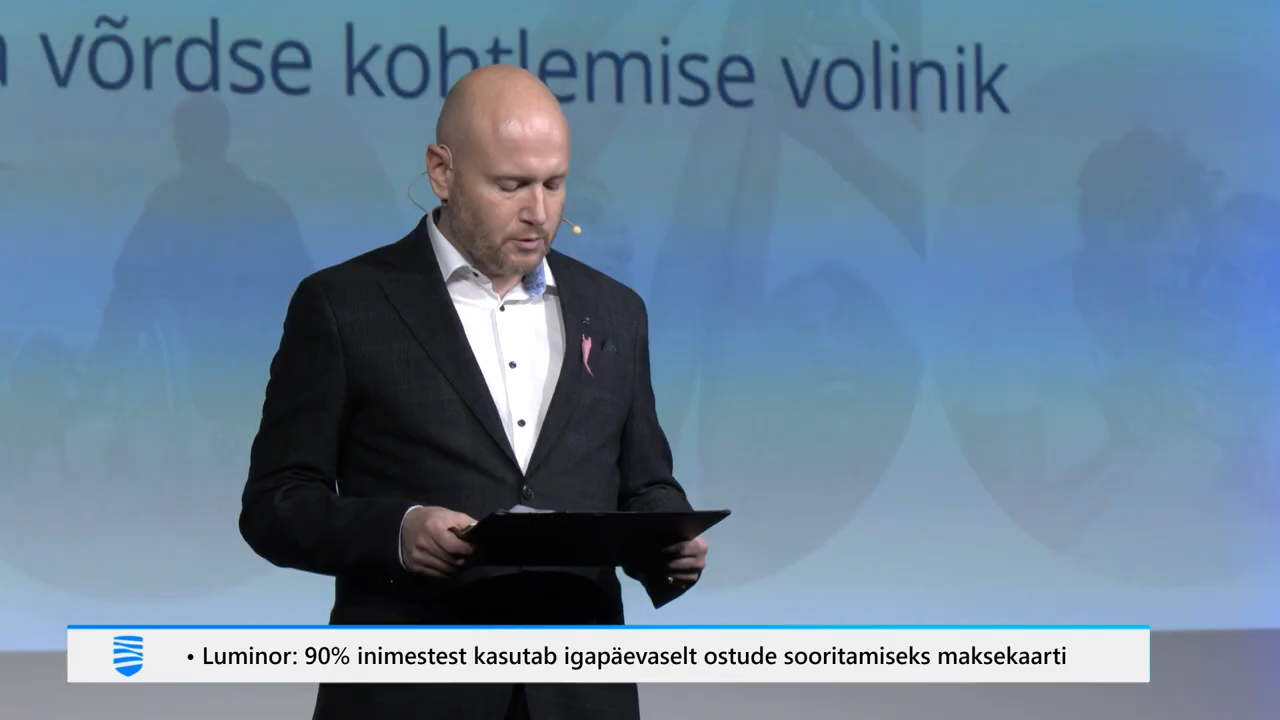 võrdse kohtlemise volinik
• Luminor: 90% inimestest kasutab igapäevaselt ostude sooritamiseks maksekaarti